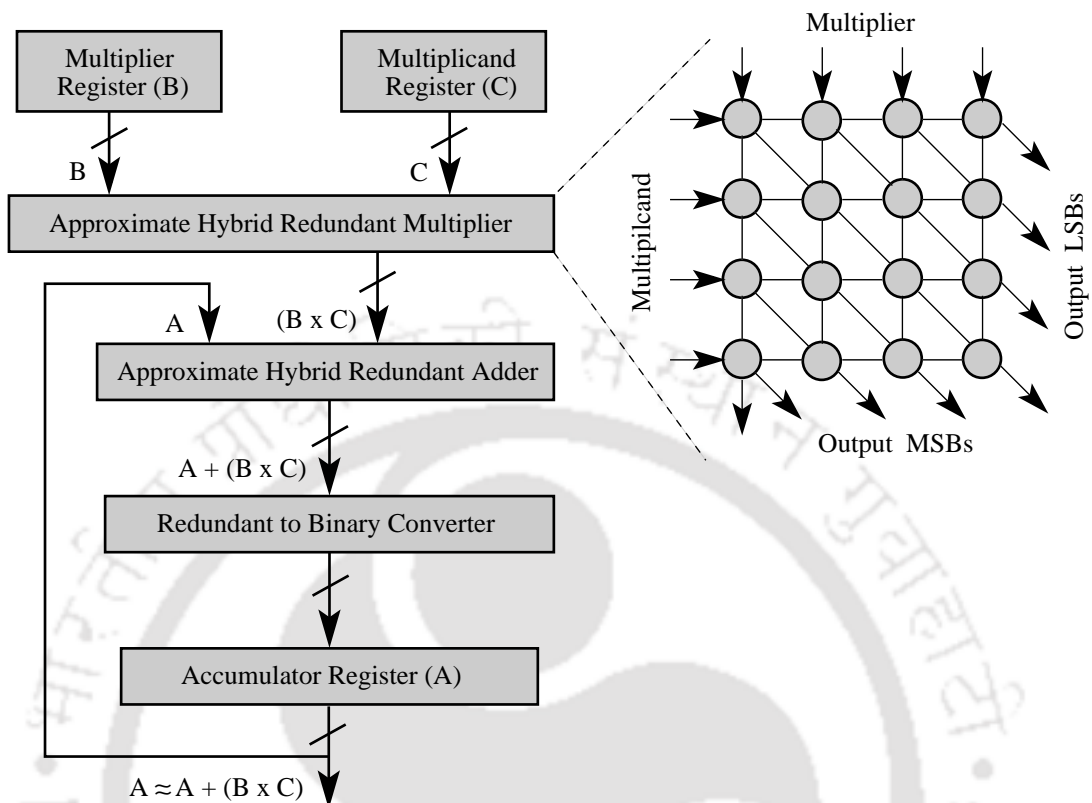 Multiplier
Register (B)
Multiplicand
Register (C)
B
C
Approximate Hybrid Redundant Multiplier
A
(B x C)
Approximate Hybrid Redundant Adder
A + (B x C)
Redundant to Binary Converter
Accumulator Register (A)
A ≈ A + (B x C)
Multiplier
Multipilcand
Output LSBs
Output MSBs